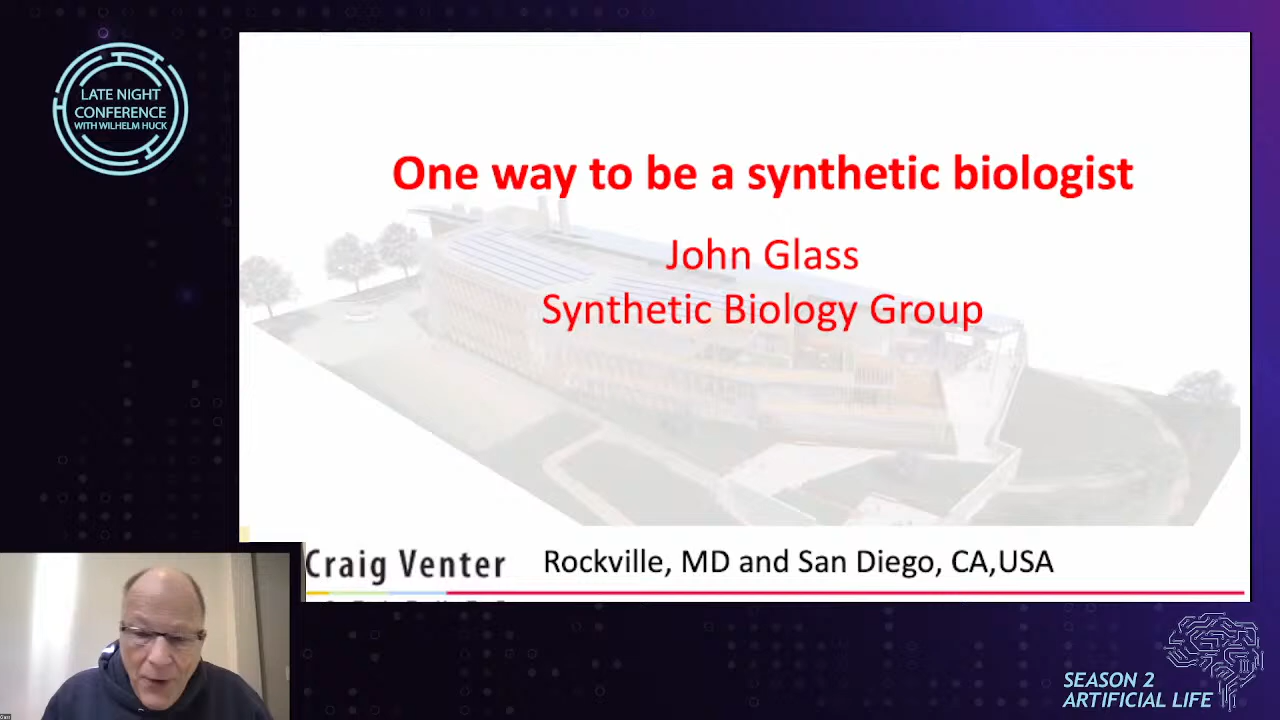 LATE NIGHT
CONFERENCE
WITH WILHELM HUCK
One way to be a synthetic biologist
John Glass
Synthetic Biology Group
Craig Venter
Rockville, MD and San Diego, CA,USA
SEASON 2
ARTIFICIAL LIFE